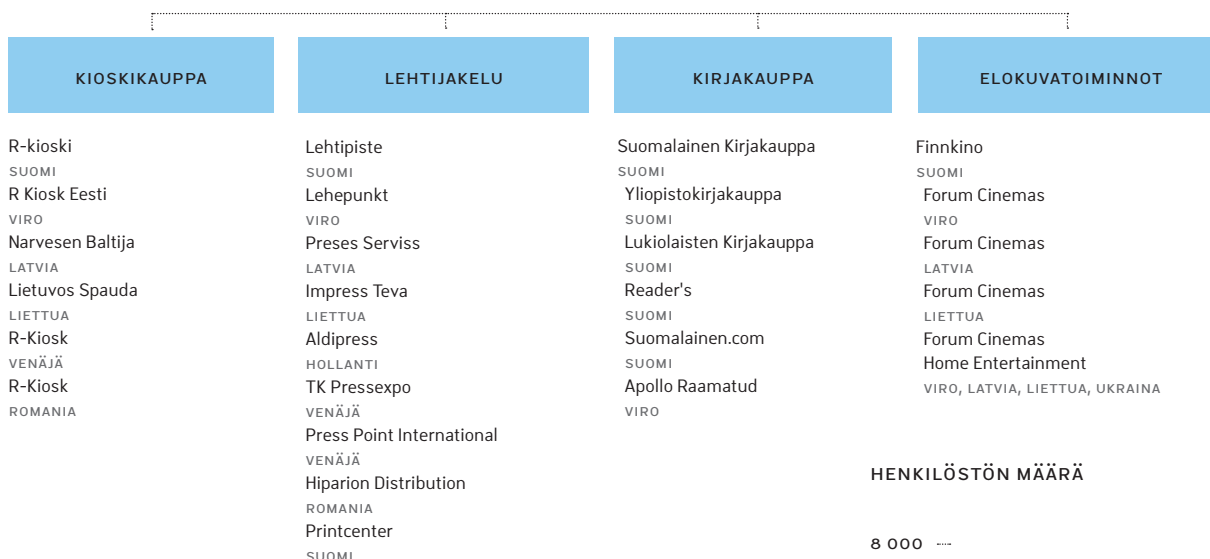 KIOSKIKAUPPA
R-kioski
SUOMI
R Kiosk Eesti
VIRO
Narvesen Baltija
LATVIA
Lietuvos Spauda
LIETTUA
R-Kiosk
VENÄJÄ
R-Kiosk
ROMANIA
LEHTIJAKELU
Lehtipiste
SUOMI
Lehepunkt
VIRO
Preses Serviss
LATVIA
Impress Teva
LIETTUA
Aldipress
HOLLANTI
TK Pressexpo
VENÄJÄ
Press Point International
VENÄJÄ
Hiparion Distribution
ROMANIA
Printcenter
SUOMI
KIRJAKAUPPA
Suomalainen Kirjakauppa
SUOMI
Yliopistokirjakauppa
SUOMI
Lukiolaisten Kirjakauppa
SUOMI
Reader's
SUOMI
Suomalainen.com
SUOMI
Apollo Raamatud
VIRO
ELOKUVATOIMINNOT
Finnkino
SUOMI
Forum Cinemas
VIRO
Forum Cinemas
LATVIA
Forum Cinemas
LIETTUA
Forum Cinemas
Home Entertainment
VIRO, LATVIA, LIETTUA, UKRAINA
HENKILÖSTÖN MÄÄRÄ
8 000